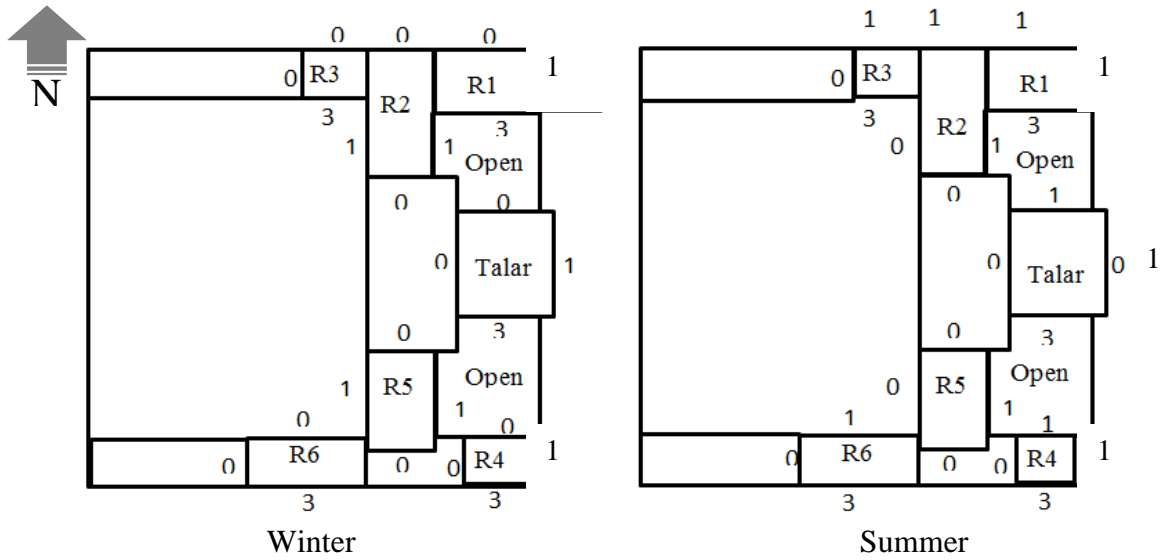 0 0 0 1 1 1
N 0 R3 R1 1 0 R3 R1 1
R2
3 3 3 R2 3
1 1 Open 0 1 Open
0 0 0 1
0 Talar 1 0 Talar 0 1
0 3 0 3
R5 Open R5 Open
1 0
0 1 0 1 1 1
0 R6 0 0 R4 1 0 R6 0 0 R4 1
3 3 3 3
Winter Summer